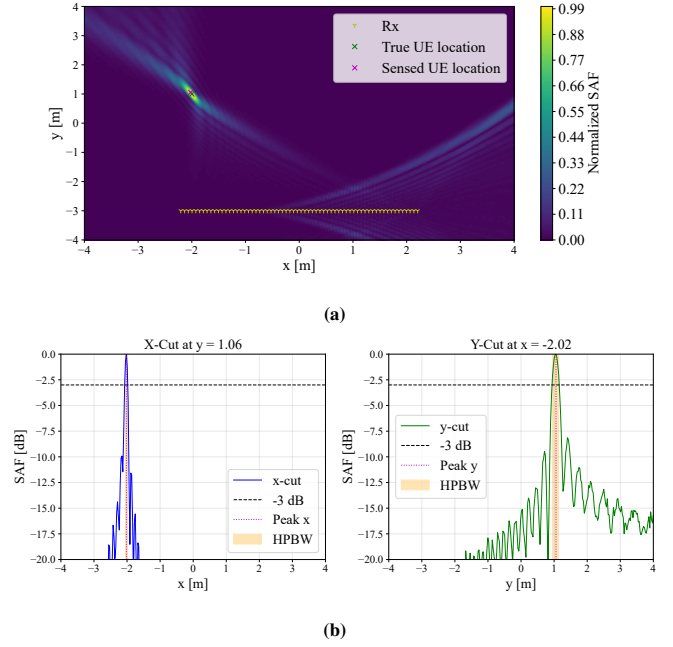 4
3
2
1
0
−1
−2
−3
−4
y [m]
−4 −3 −2 −1 0 1 2 3 4
x [m]
Rx
True UE location
Sensed UE location
0.99
0.88
0.77
0.66
0.55
0.44
0.33
0.22
0.11
0.00
Normalized SAF
(a)
X-Cut at y = 1.06
0.0
−2.5
−5.0
−7.5
−10.0
−12.5
−15.0
−17.5
−20.0
SAF [dB]
−4 −3 −2 −1 0 1 2 3 4
x [m]
x-cut
-3 dB
Peak x
HPBW
Y-Cut at x = -2.02
0.0
−2.5
−5.0
−7.5
−10.0
−12.5
−15.0
−17.5
−20.0
SAF [dB]
−4 −3 −2 −1 0 1 2 3 4
y [m]
y-cut
-3 dB
Peak y
HPBW
(b)